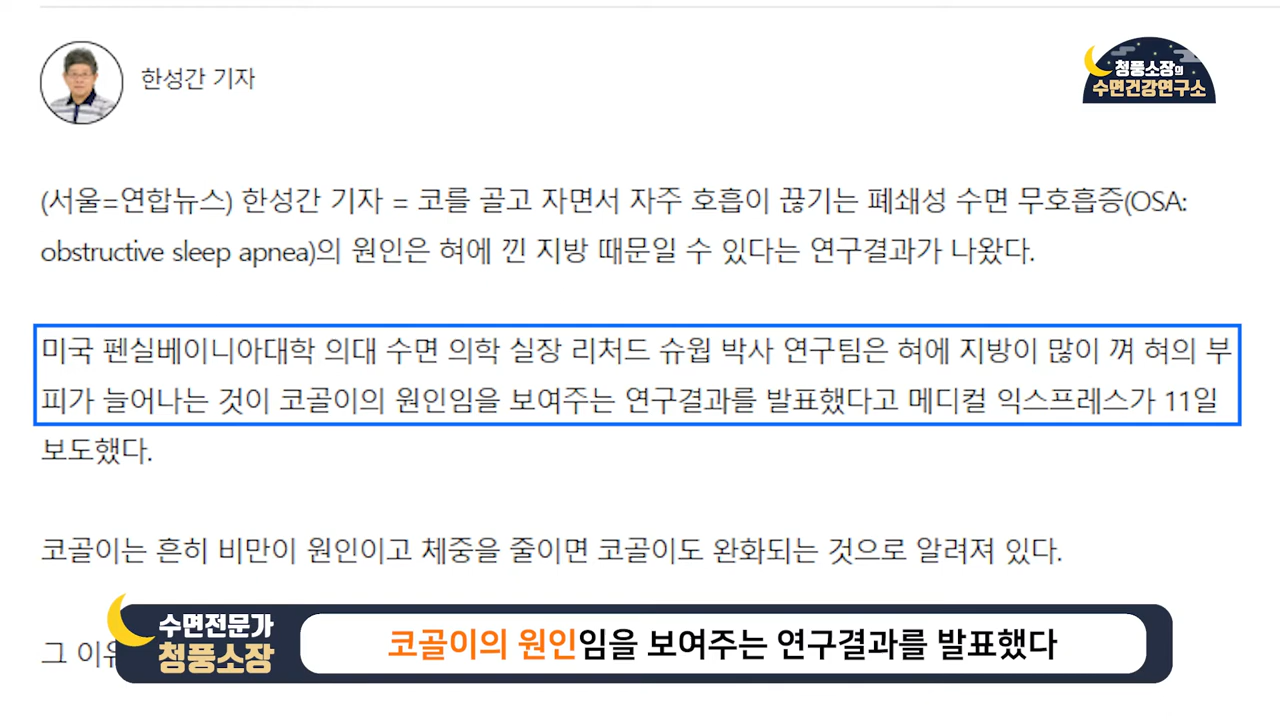 한성간 기자
청풍소장의
수면건강연구소
(서울=연합뉴스) 한성간 기자 = 코를 골고 자면서 자주 호흡이 끊기는 폐쇄성 수면 무호흡증(OSA:
obstructive sleep apnea)의 원인은 혀에 낀 지방 때문일 수 있다는 연구결과가 나왔다.
미국 펜실베이니아대학 의대 수면 의학 실장 리처드 슈웝 박사 연구팀은 혀에 지방이 많이 껴 혀의 부
피가 늘어나는 것이 코골이의 원인임을 보여주는 연구결과를 발표했다고 메디컬 익스프레스가 11일
보도했다.
코골이는 흔히 비만이 원인이고 체중을 줄이면 코골이도 완화되는 것으로 알려져 있다.
그 이유
수면전문가
청풍소장
코골이의 원인임을 보여주는 연구결과를 발표했다